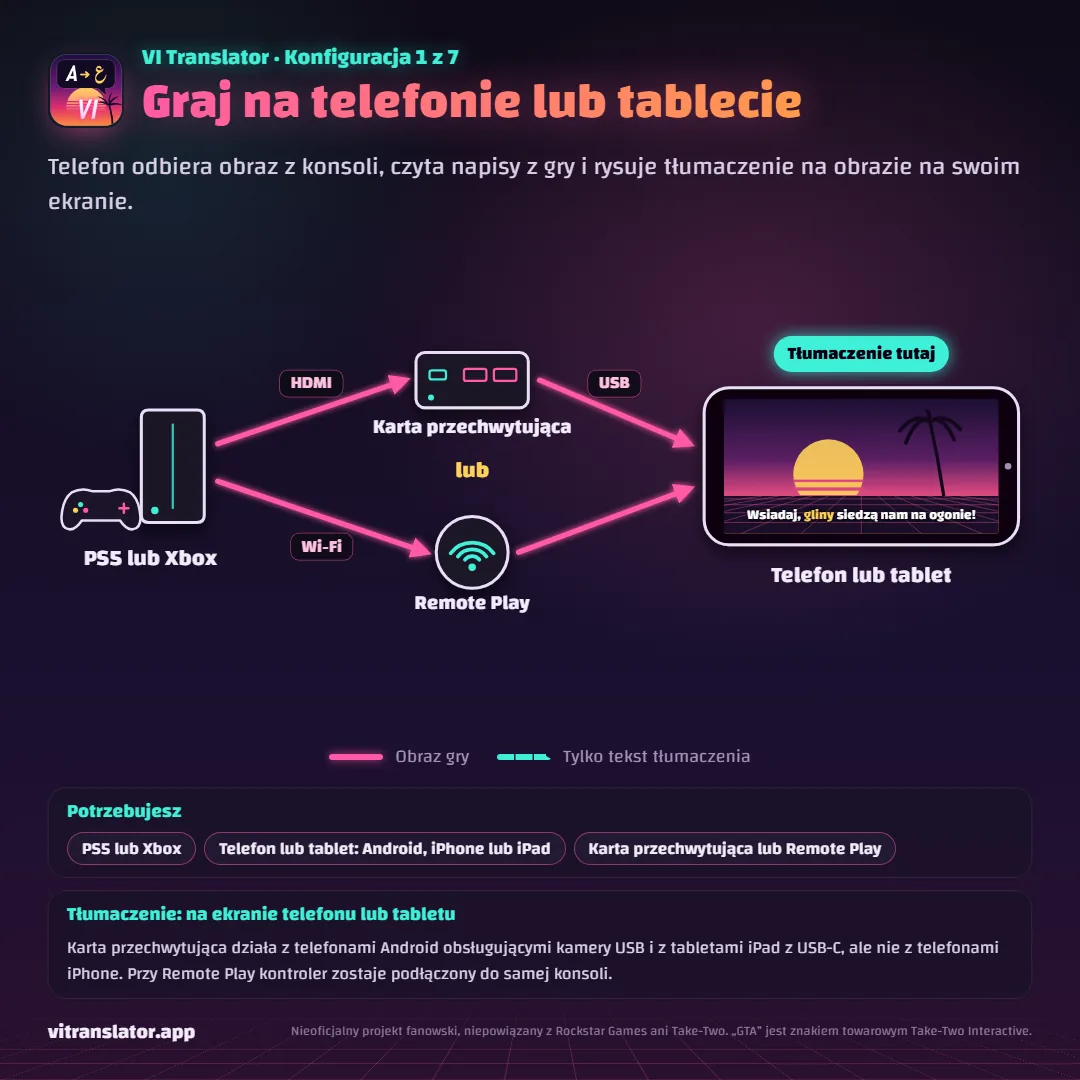 A→ع
VI
VI Translator · Konfiguracja 1 z 7
Graj na telefonie lub tablecie
Telefon odbiera obraz z konsoli, czyta napisy z gry i rysuje tłumaczenie na obrazie na swoim
ekranie.
Tłumaczenie tutaj
HDMI
USB
Karta przechwytująca
lub
Wsiadaj, gliny siedzą nam na ogonie!
Wi-Fi
PS5 lub Xbox
Telefon lub tablet
Remote Play
Obraz gry
Tylko tekst tłumaczenia
Potrzebujesz
PS5 lub Xbox
Telefon lub tablet: Android, iPhone lub iPad
Karta przechwytująca lub Remote Play
Tłumaczenie: na ekranie telefonu lub tabletu
Karta przechwytująca działa z telefonami Android obsługującymi kamery USB i z tabletami iPad z USB-C, ale nie z telefonami
iPhone. Przy Remote Play kontroler zostaje podłączony do samej konsoli.
vitranslator.app
Nieoficjalny projekt fanowski, niepowiązany z Rockstar Games ani Take-Two. „GTA” jest znakiem towarowym Take-Two Interactive.